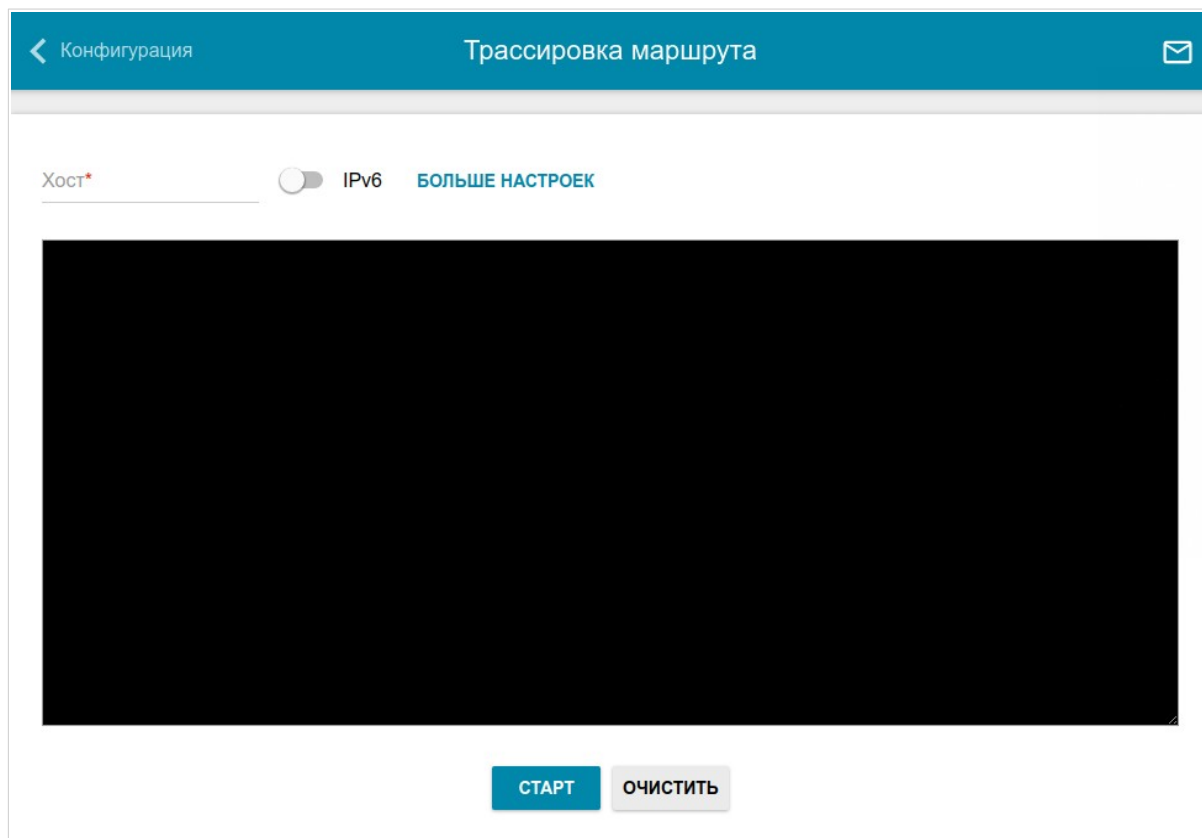 Конфигурация
Трассировка маршрута
Хост*
IPv6
БОЛЬШЕ НАСТРОЕК
СТАРТ
ОЧИСТИТЬ